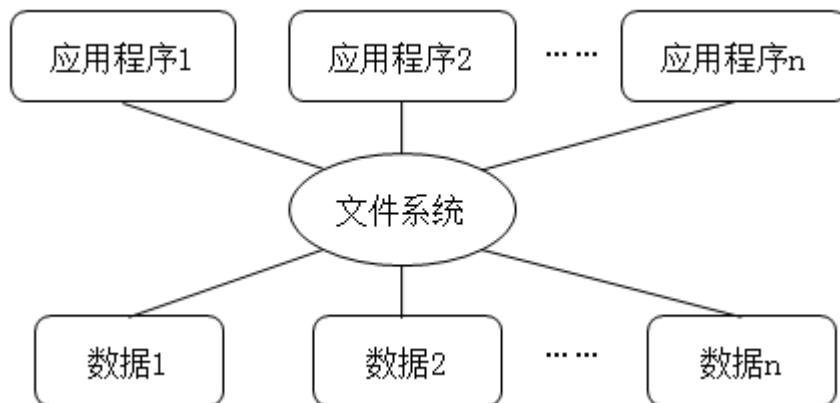 应用程序1 应用程序2 …… 应用程序n
文件系统
数据1 数据2 …… 数据n